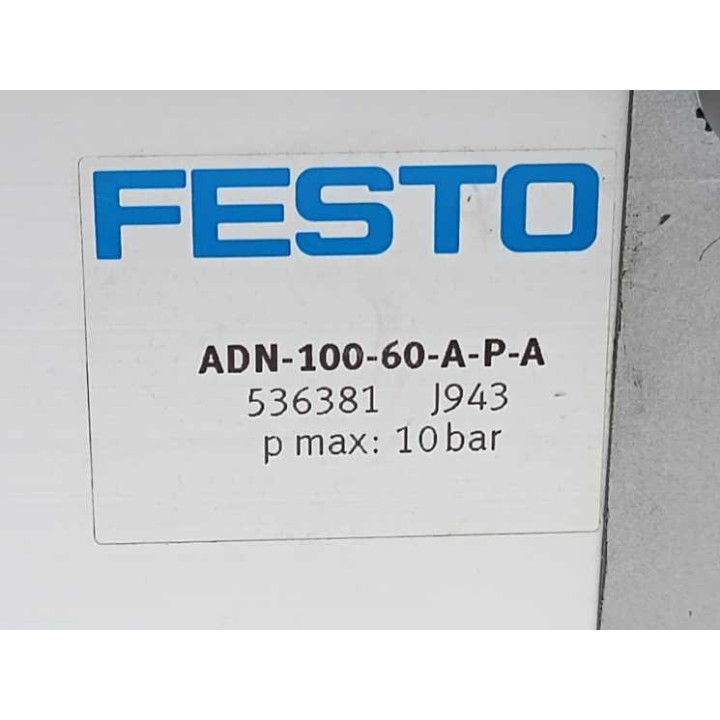 FESTO
ADN-100-60-A-P-A
536381 J943
p max: 10 bar